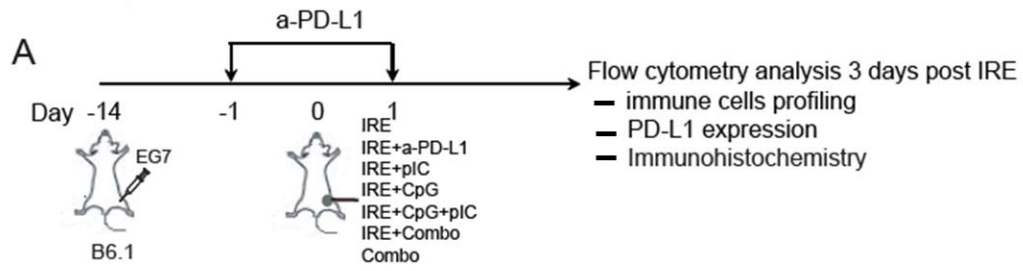 a-PD-L1
A
Day -14 -1 0 1
Flow cytometry analysis 3 days post IRE
– immune cells profiling
– PD-L1 expression
– Immunohistochemistry
EG7
B6.1
IRE
IRE+a-PD-L1
IRE+pIC
IRE+CpG
IRE+CpG+pIC
IRE+Combo
Combo